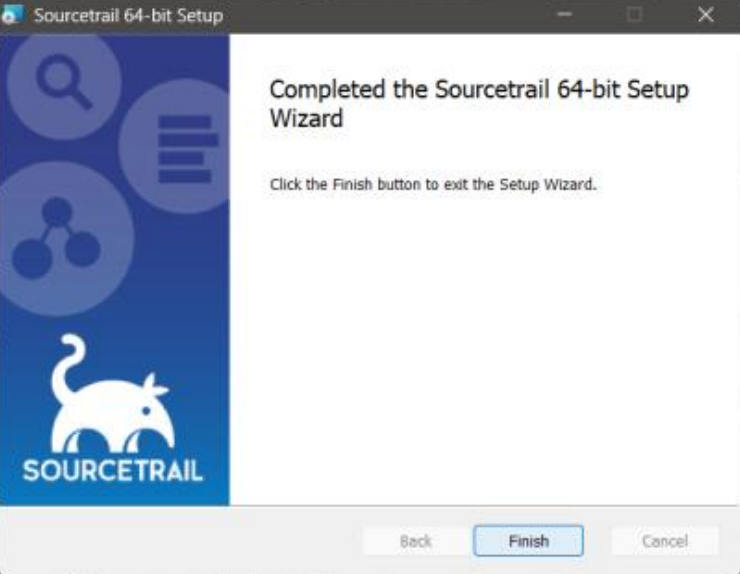 Sourcetrail 64-bit Setup
Completed the Sourcetrail 64-bit Setup
Wizard
Click the Finish button to exit the Setup Wizard.
SOURCETRAIL
Back
Finish
Cancel